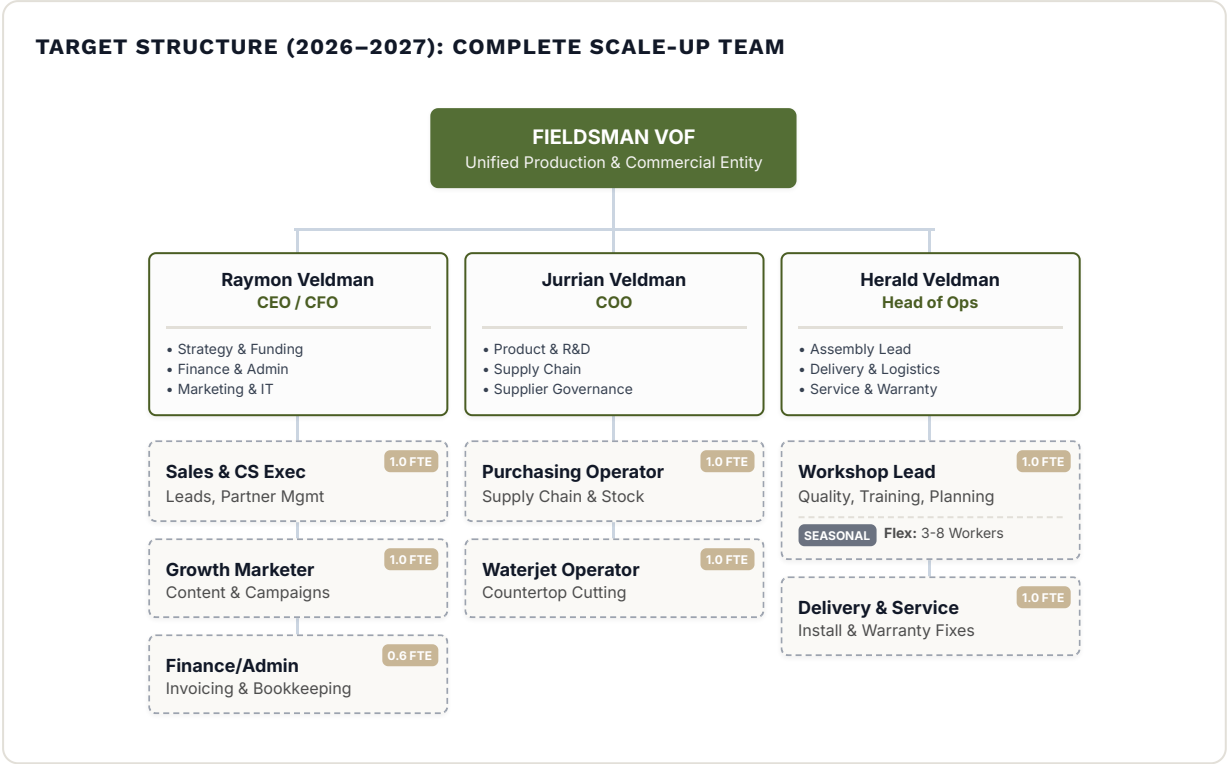 TARGET STRUCTURE (2026–2027): COMPLETE SCALE-UP TEAM
FIELDSMAN VOF
Unified Production & Commercial Entity
Raymon Veldman
CEO / CFO
• Strategy & Funding
• Finance & Admin
• Marketing & IT
Jurrian Veldman
COO
• Product & R&D
• Supply Chain
• Supplier Governance
Herald Veldman
Head of Ops
• Assembly Lead
• Delivery & Logistics
• Service & Warranty
Sales & CS Exec
1.0 FTE
Leads, Partner Mgmt
Growth Marketer
1.0 FTE
Content & Campaigns
Finance/Admin
0.6 FTE
Invoicing & Bookkeeping
Purchasing Operator
1.0 FTE
Supply Chain & Stock
Waterjet Operator
1.0 FTE
Countertop Cutting
Workshop Lead
1.0 FTE
Quality, Training, Planning
SEASONAL Flex: 3-8 Workers
Delivery & Service
1.0 FTE
Install & Warranty Fixes